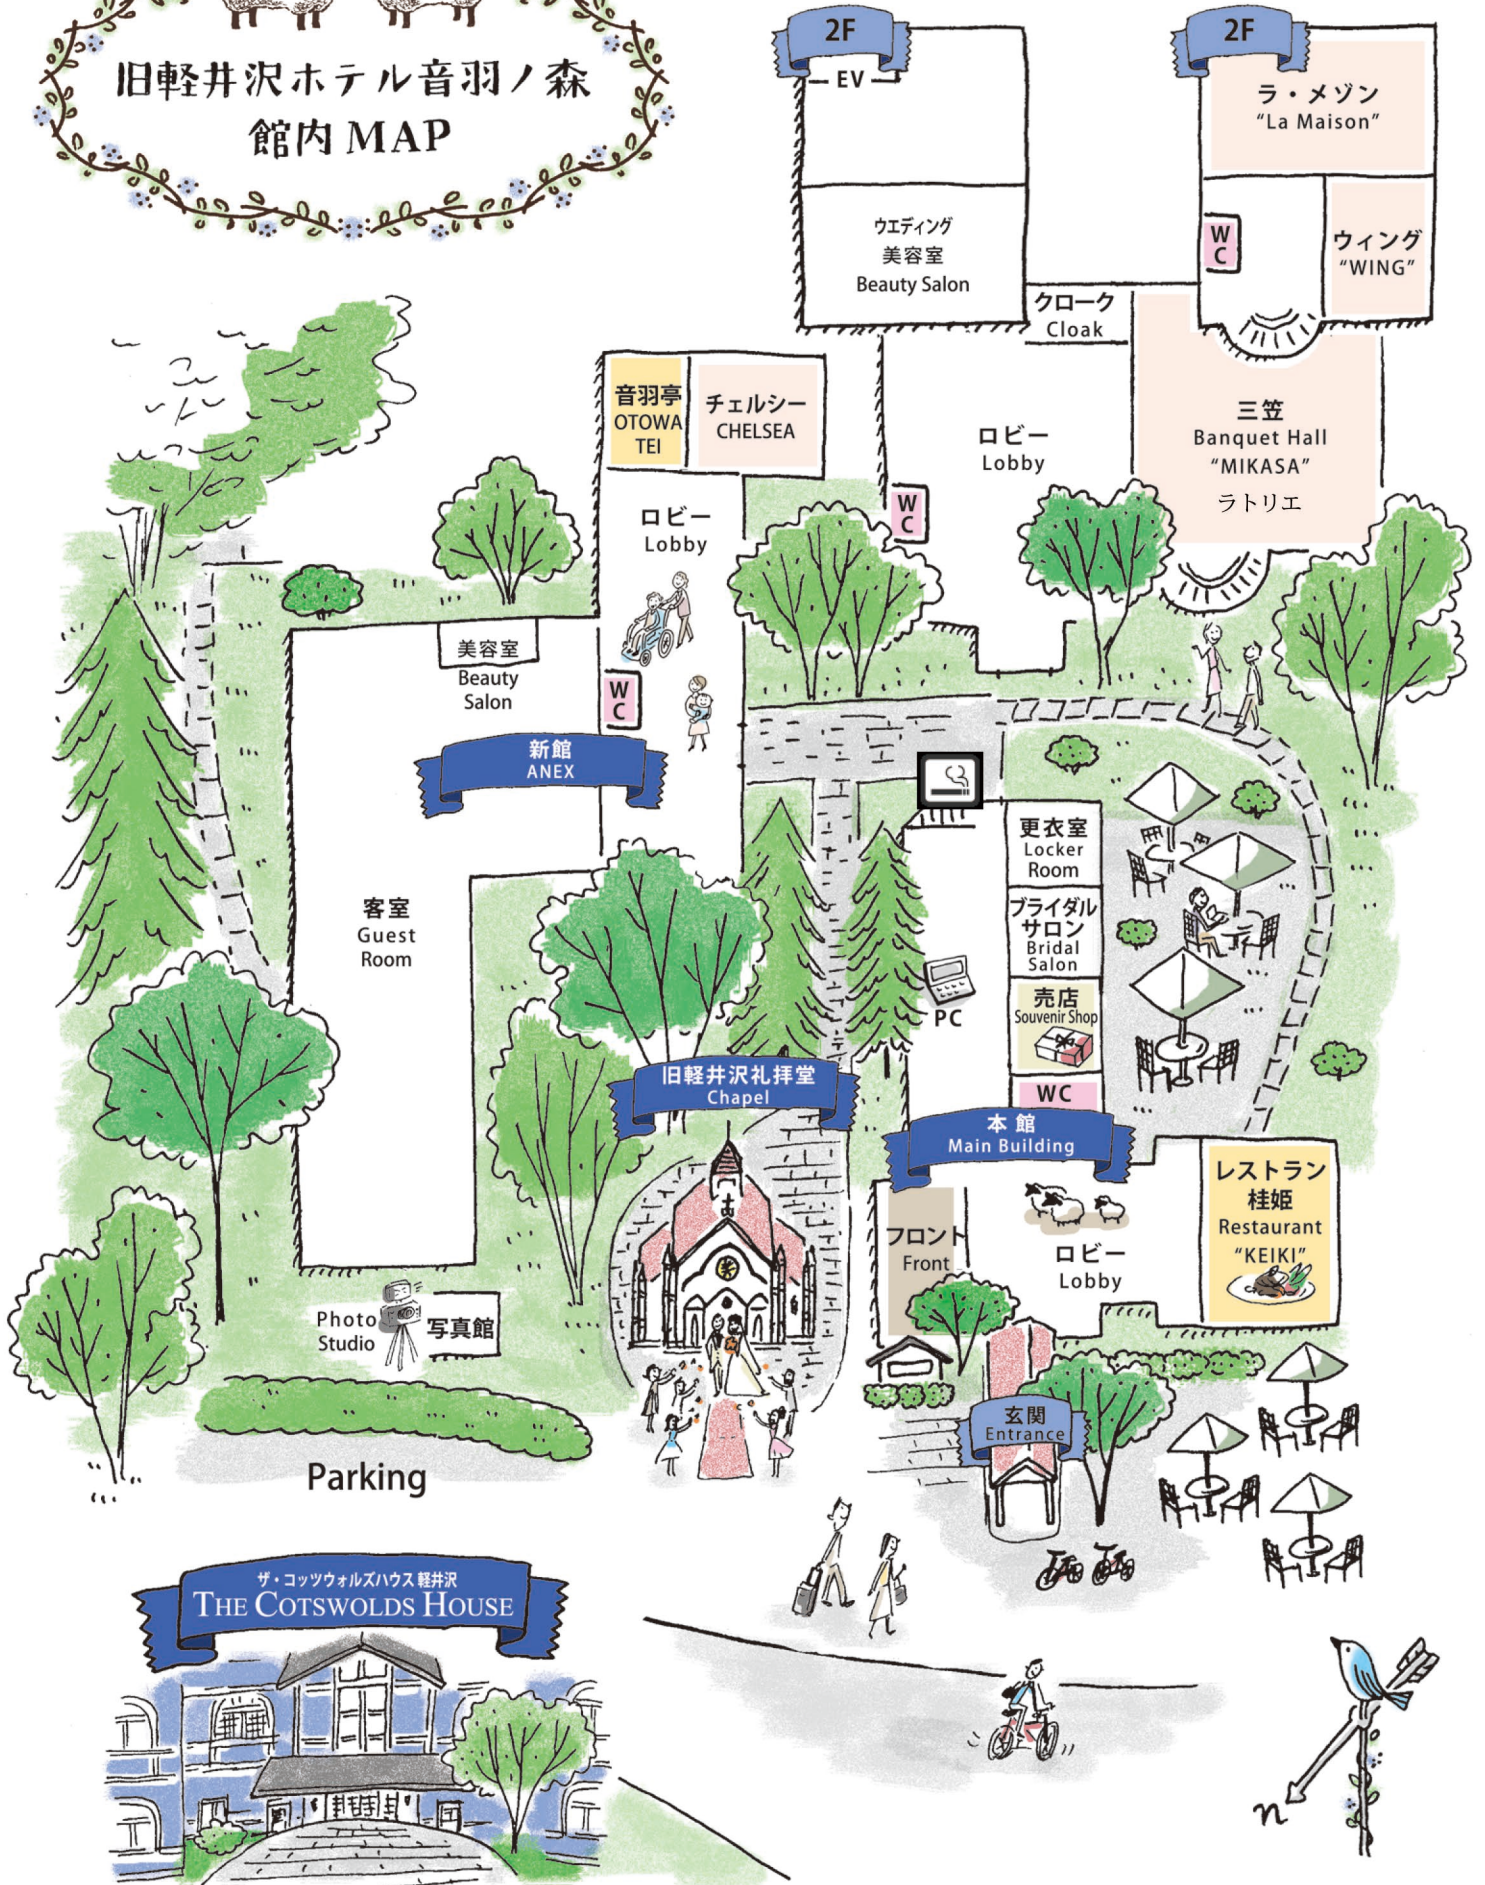 旧軽井沢ホテル音羽ノ森
館内 MAP
2F
EV
ウエディング
美容室
Beauty Salon
2F
ラ・メゾン
“La Maison”
WC
ウィング
“WING”
クローク
Cloak
音羽亭
OTOWA
TEI
チェルシー
CHELSEA
ロビー
Lobby
三笠
Banquet Hall
“MIKASA”
ラトリエ
WC
ロビー
Lobby
美容室
Beauty
Salon
WC
新館
ANEX
客室
Guest
Room
更衣室
Locker
Room
ブライダル
サロン
Bridal
Salon
PC
売店
Souvenir Shop
WC
旧軽井沢礼拝堂
Chapel
本館
Main Building
フロント
Front
ロビー
Lobby
レストラン
桂姫
Restaurant
“KEIKI”
Photo
Studio
写真館
玄関
Entrance
Parking
ザ・コッツウォルズハウス 軽井沢
THE COTSWOLDS HOUSE
n